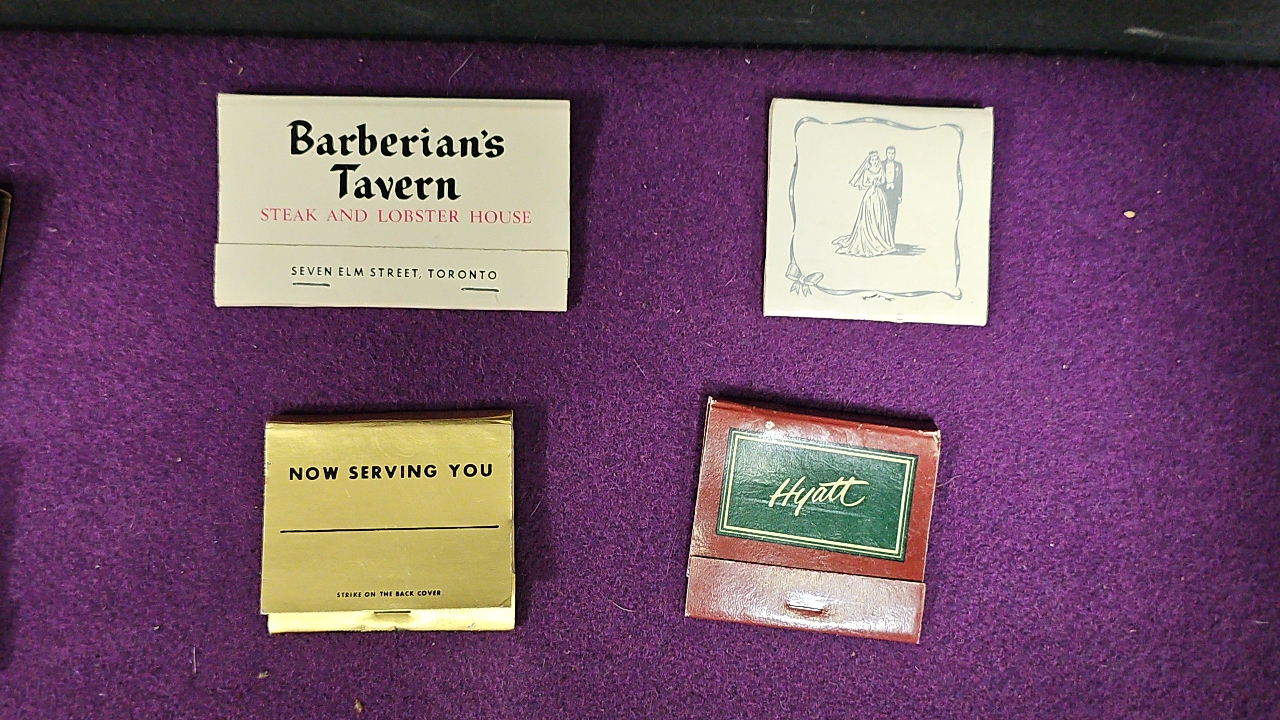 Barberian's
Tavern
STEAK AND LOBSTER HOUSE
SEVEN ELM STREET, TORONTO
NOW SERVING YOU
STRIKE ON THE BACK COVER
Hyatt